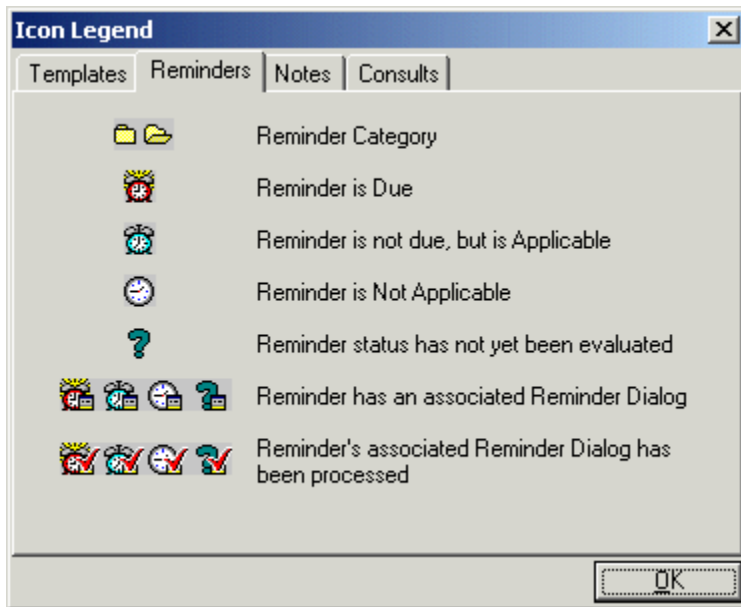 Icon Legend
Templates Reminders Notes Consults
Reminder Category
Reminder is Due
Reminder is not due, but is Applicable
Reminder is Not Applicable
Reminder status has not yet been evaluated
Reminder has an associated Reminder Dialog
Reminder's associated Reminder Dialog has
been processed
OK